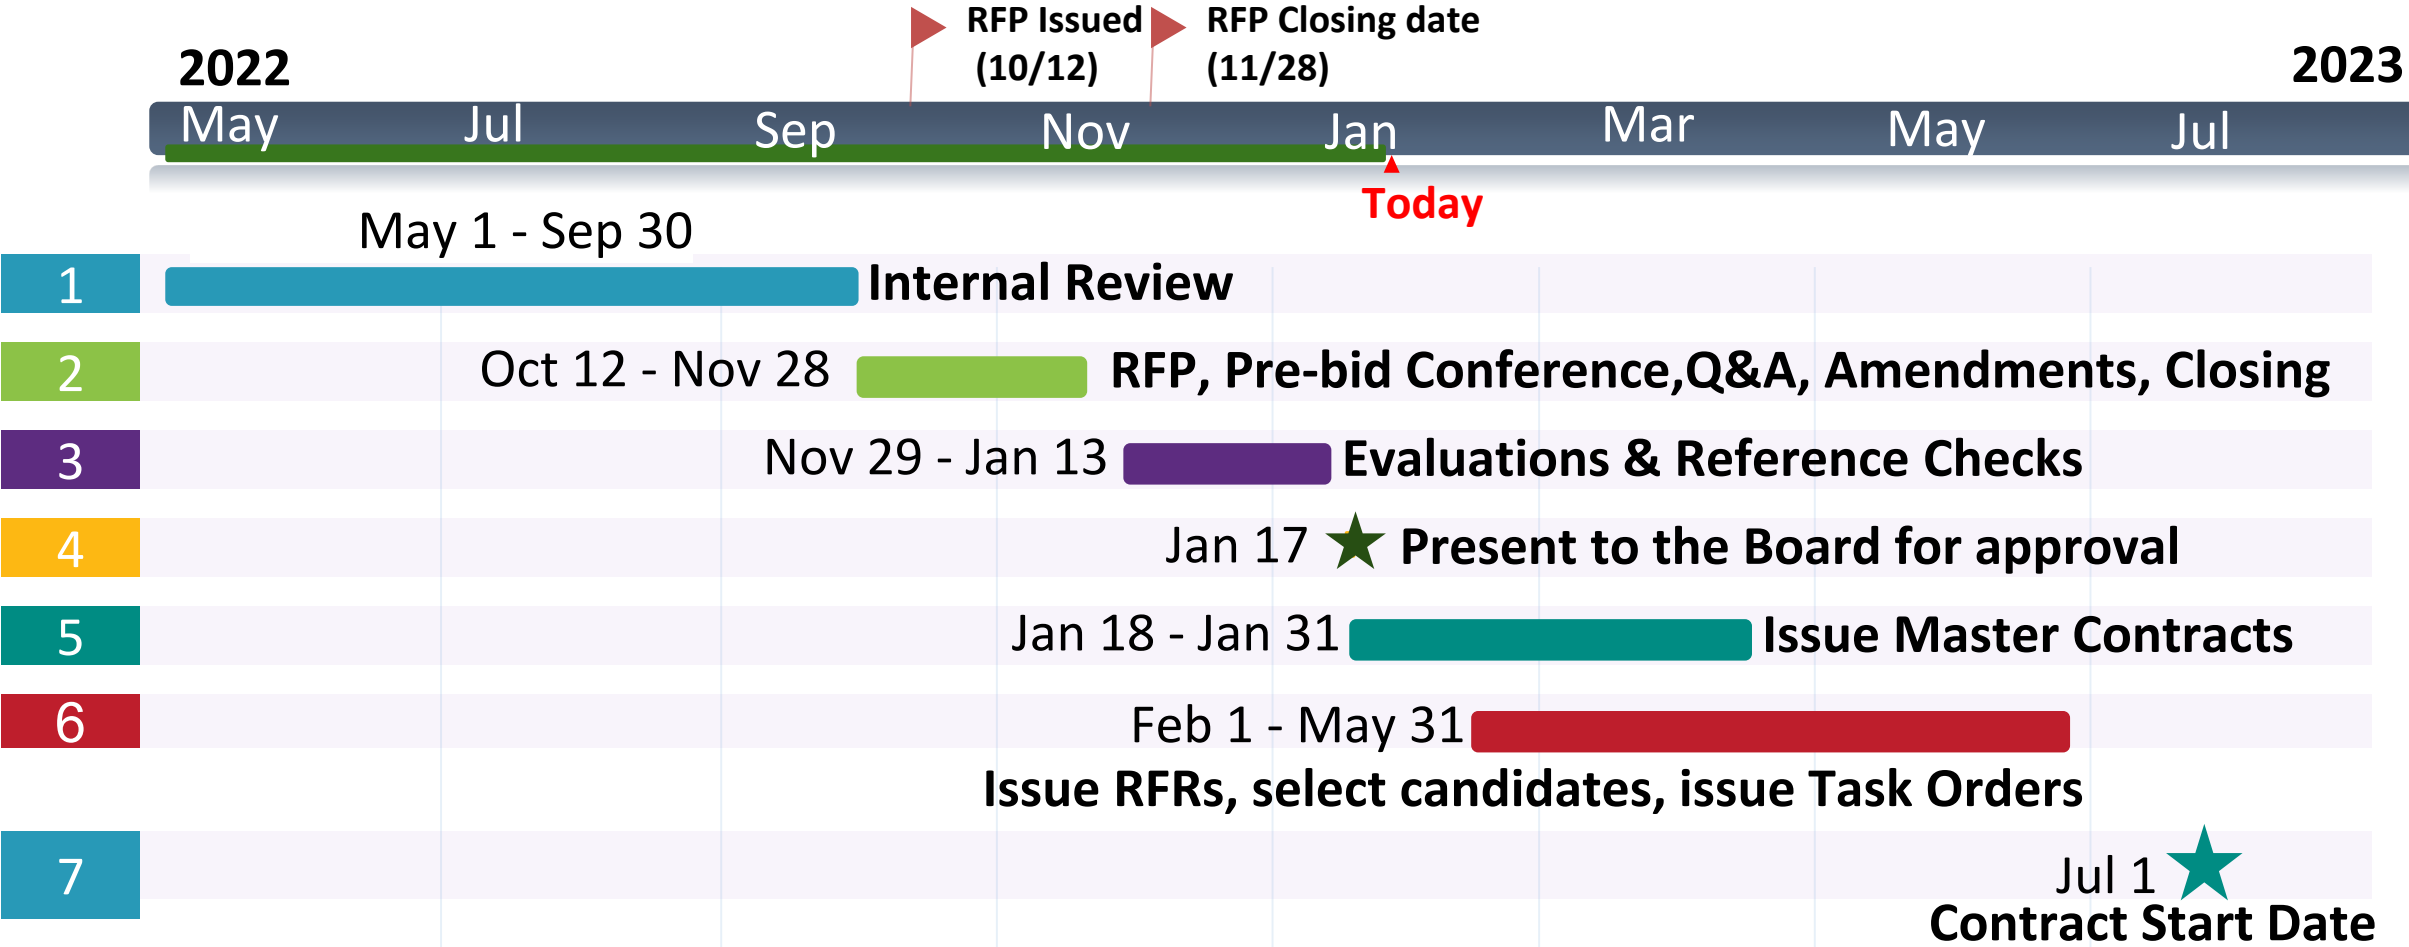 RFP Issued
(10/12)
RFP Closing date
(11/28)
2022
2023
May Jul Sep Nov Jan Mar May Jul
Today
May 1 - Sep 30
1 Internal Review
2 Oct 12 - Nov 28 RFP, Pre-bid Conference,Q&A, Amendments, Closing
3 Nov 29 - Jan 13 Evaluations & Reference Checks
4 Jan 17 Present to the Board for approval
5 Jan 18 - Jan 31 Issue Master Contracts
6 Feb 1 - May 31
Issue RFRs, select candidates, issue Task Orders
7 Jul 1
Contract Start Date